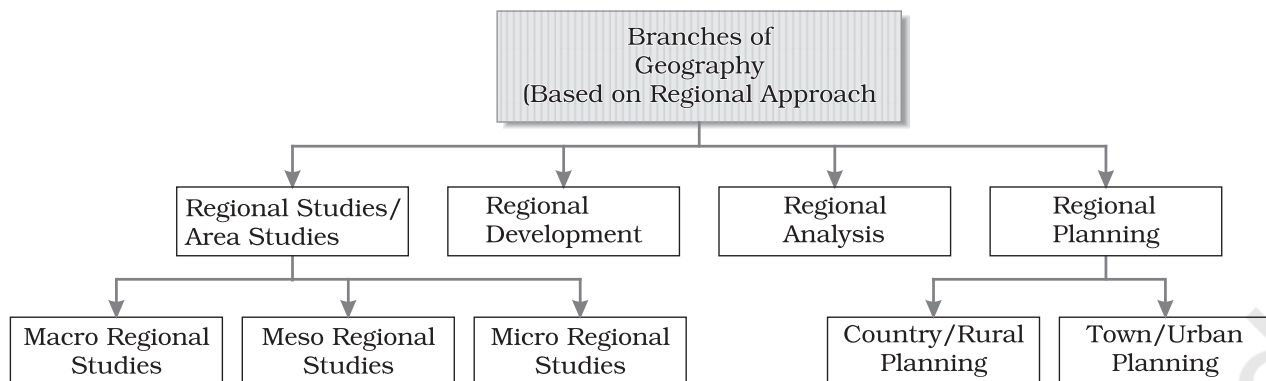 Branches of
Geography
(Based on Regional Approach
Regional Studies/
Area Studies
Regional
Development
Regional
Analysis
Regional
Planning
Macro Regional
Studies
Meso Regional
Studies
Micro Regional
Studies
Country/Rural
Planning
Town/Urban
Planning